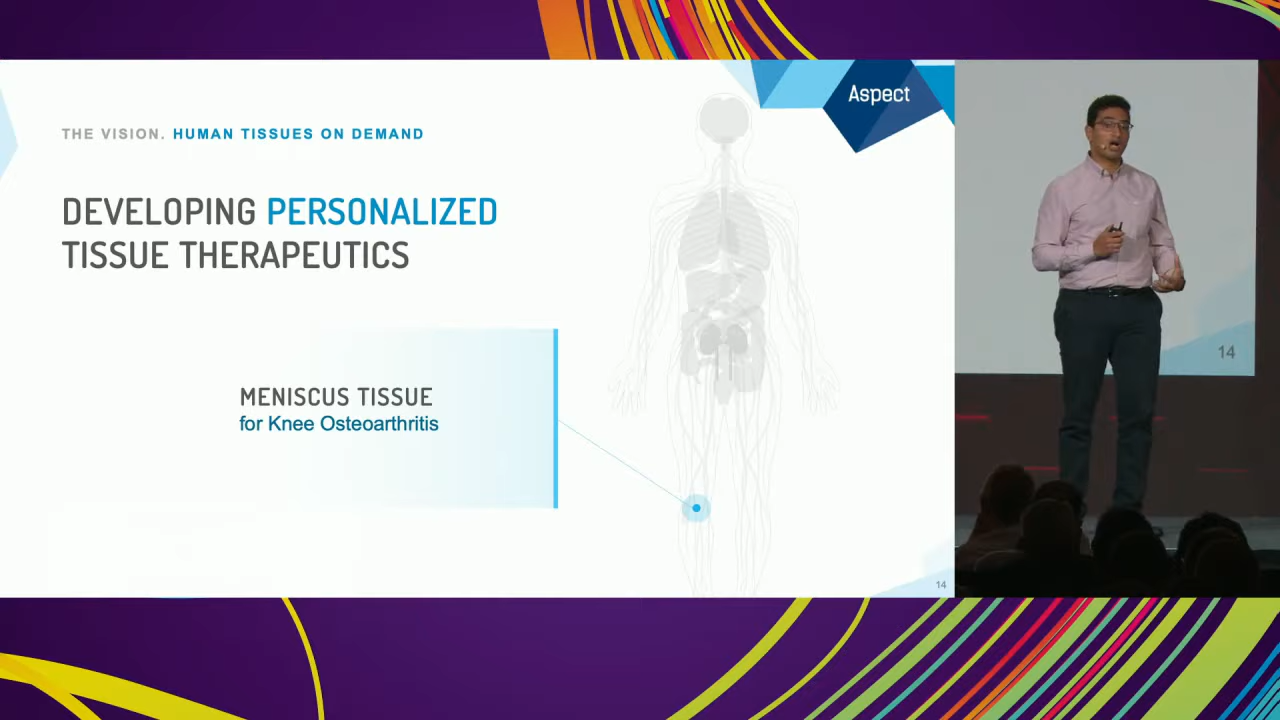 Aspect
THE VISION. HUMAN TISSUES ON DEMAND
DEVELOPING PERSONALIZED
TISSUE THERAPEUTICS
MENISCUS TISSUE
for Knee Osteoarthritis
14
14